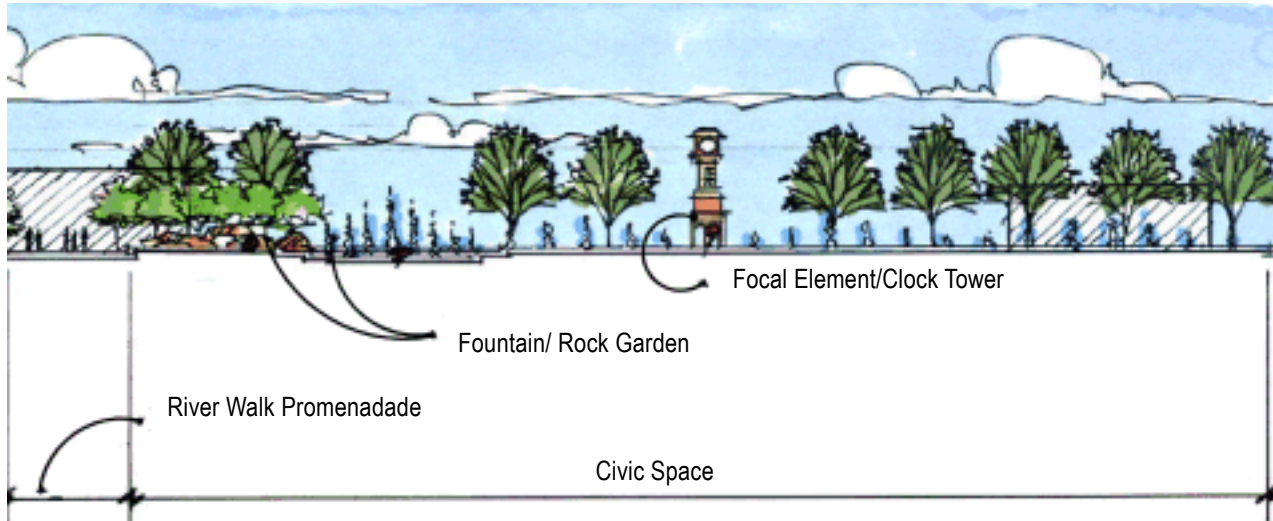 Focal Element/Clock Tower
Fountain/ Rock Garden
River Walk Promenadade
Civic Space